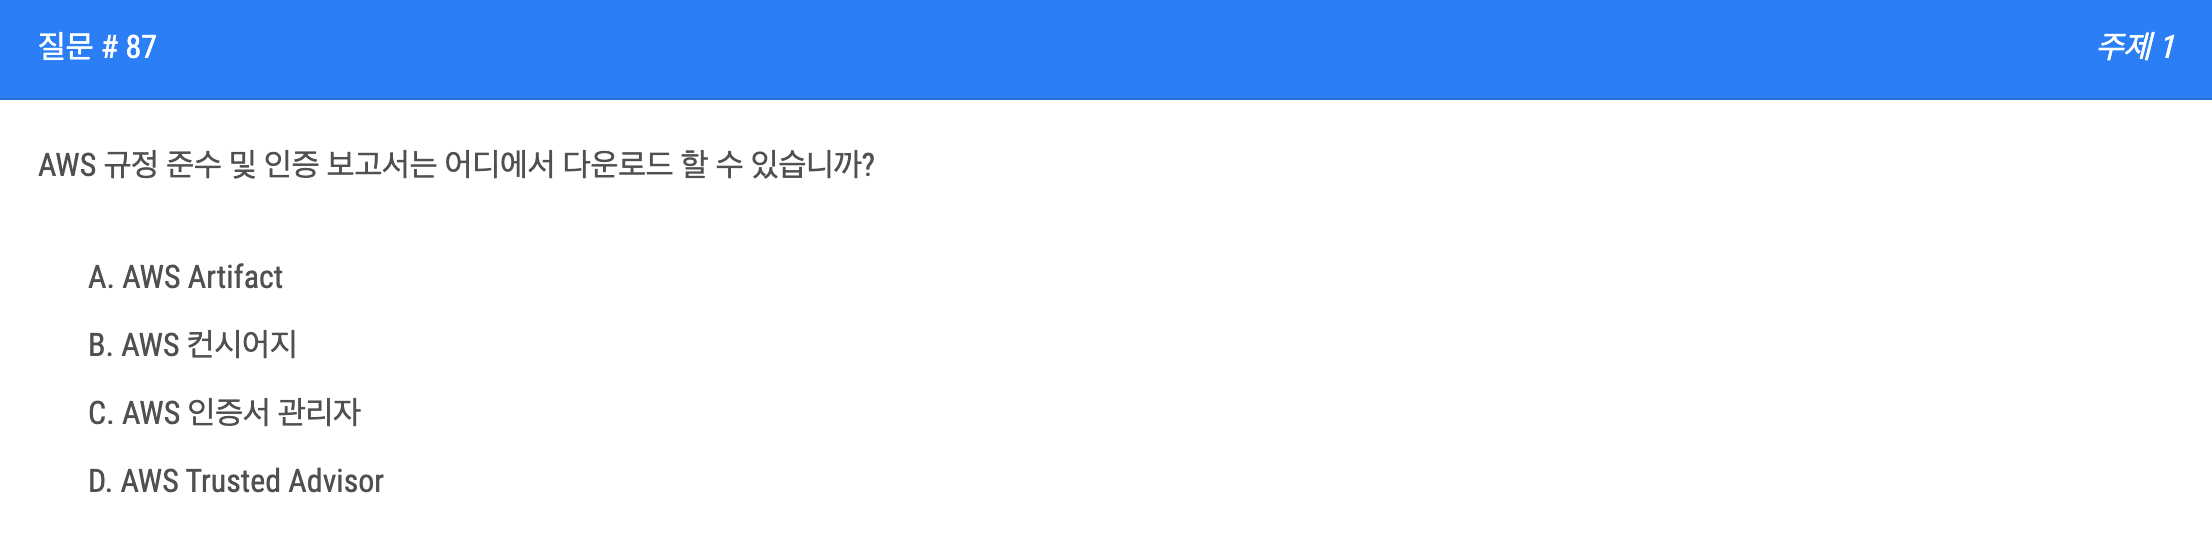 질문 # 87
주제 1
AWS 규정 준수 및 인증 보고서는 어디에서 다운로드 할 수 있습니까?
A. AWS Artifact
B. AWS 컨시어지
C. AWS 인증서 관리자
D. AWS Trusted Advisor